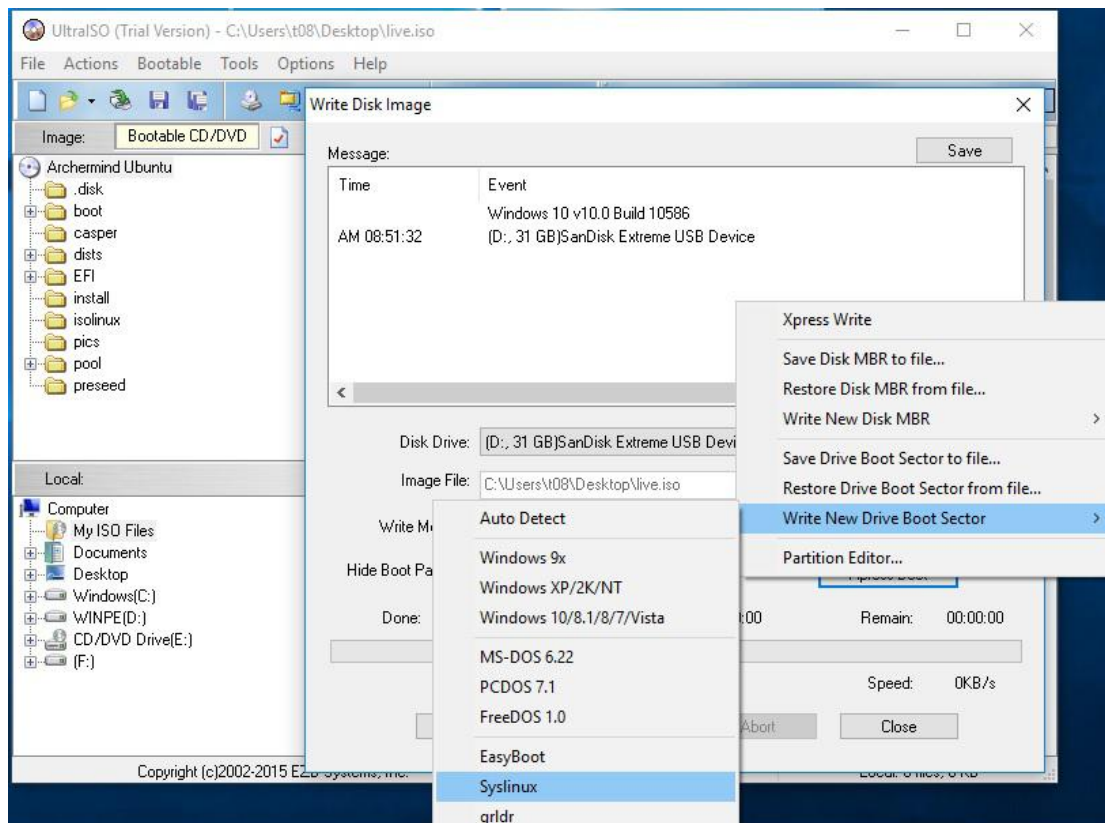 UltraISO (Trial Version) - C:\Users\t08\Desktop\live.iso
File Actions Bootable Tools Options Help
Image: Bootable CD/DVD
Archermind Ubuntu
.disk
boot
casper
dists
EFI
install
isolinux
pics
pool
preseed
Local:
Computer
My ISO Files
Documents
Desktop
Windows(C:)
WINPE(D:)
CD/DVD Drive(E:)
(F:)
Copyright (c)2002-2015
Write Disk Image
Message: Save
Time Event
Windows 10 v10.0 Build 10586
AM 08:51:32 (D:, 31 GB)SanDisk Extreme USB Device
Disk Drive: (D:, 31 GB)SanDisk Extreme USB Devi
Image File: C:\Users\t08\Desktop\live.iso
Write Me
Hide Boot Pa
Done: Remain: 00:00:00
Speed: 0KB/s
Abort Close
Xpress Write
Save Disk MBR to file...
Restore Disk MBR from file...
Write New Disk MBR >
Save Drive Boot Sector to file...
Restore Drive Boot Sector from file...
Write New Drive Boot Sector >
Partition Editor...
Auto Detect
Windows 9x
Windows XP/2K/NT
Windows 10/8.1/8/7/Vista
MS-DOS 6.22
PCDOS 7.1
FreeDOS 1.0
EasyBoot
Syslinux
grldr